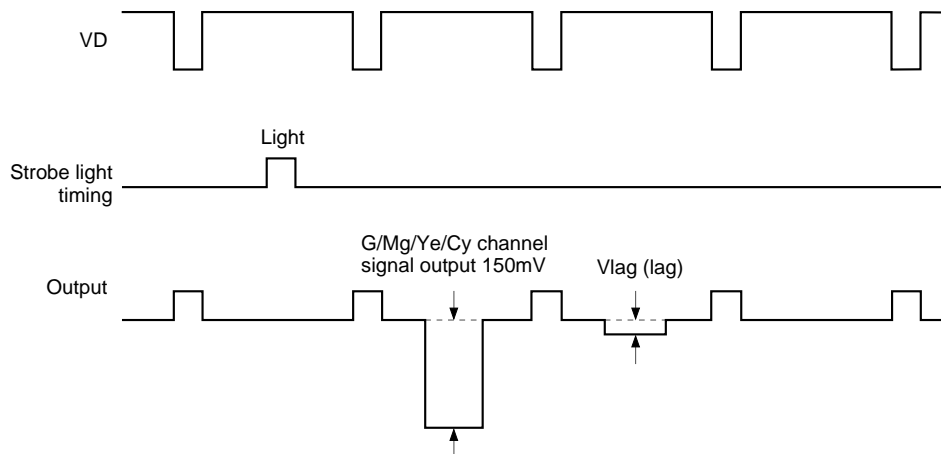 VD
Light
Strobe light
timing
G/Mg/Ye/Cy channel
signal output 150mV
Vlag (lag)
Output